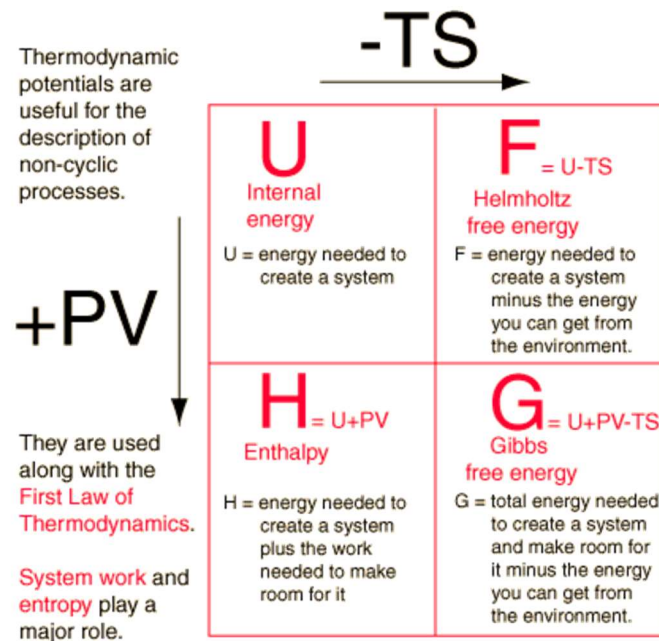 Thermodynamic
potentials are
useful for the
description of
non-cyclic
processes.
-TS
+PV
They are used
along with the
First Law of
Thermodynamics.
System work and
entropy play a
major role.
U
Internal
energy
U = energy needed to
create a system
F = U-TS
Helmholtz
free energy
F = energy needed to
create a system
minus the energy
you can get from
the environment.
H = U+PV
Enthalpy
H = energy needed to
create a system
plus the work
needed to make
room for it
G = U+PV-TS
Gibbs
free energy
G = total energy needed
to create a system
and make room for
it minus the energy
you can get from
the environment.